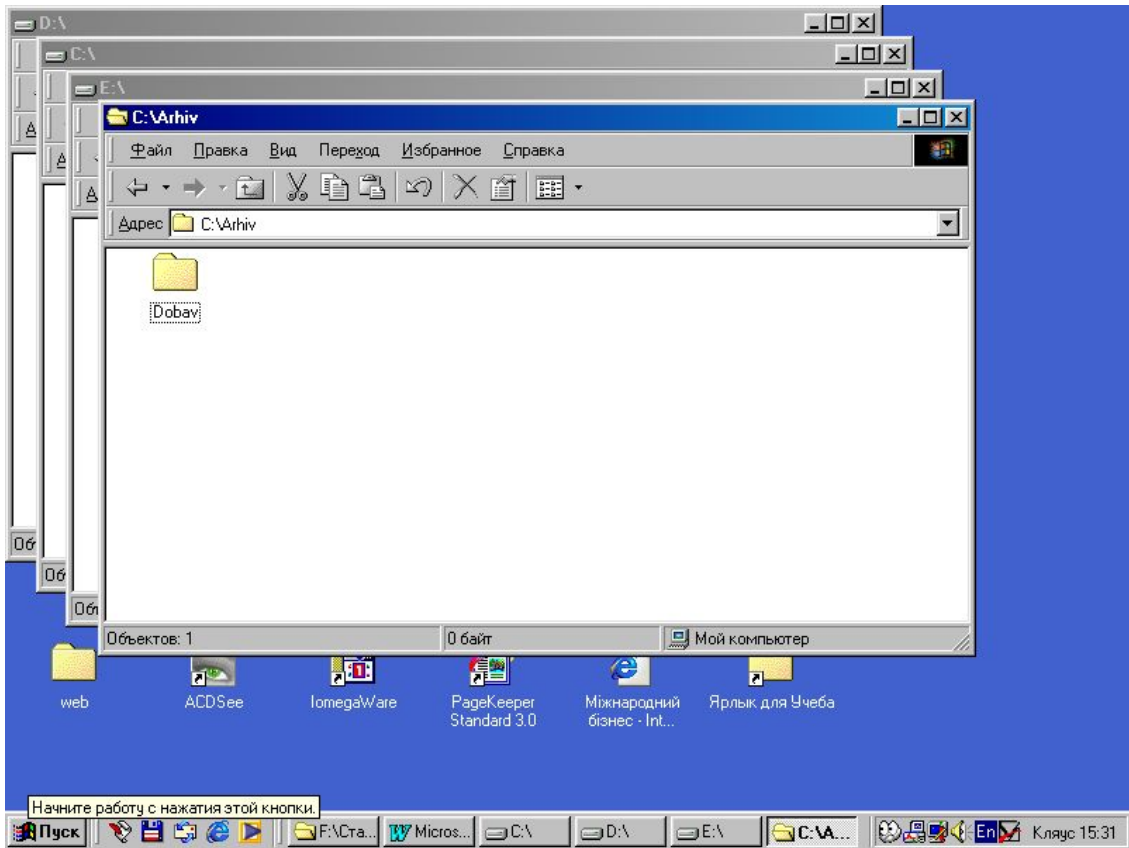 D:\
C:\
E:\
C:\Arhiv
Файл Правка Вид Переход Избранное Справка
Адрес C:\Arhiv
Dobav
Объектов: 1 0 байт Мой компьютер
web
ACDSee
IomegaWare
PageKeeper
Standard 3.0
Міжнародний
бізнес - Int...
Ярлык для Учеба
Начните работу с нажатия этой кнопки.
Пуск F:\Ста... Micros... C:\ D:\ E:\ C:\A... En Кляус 15:31